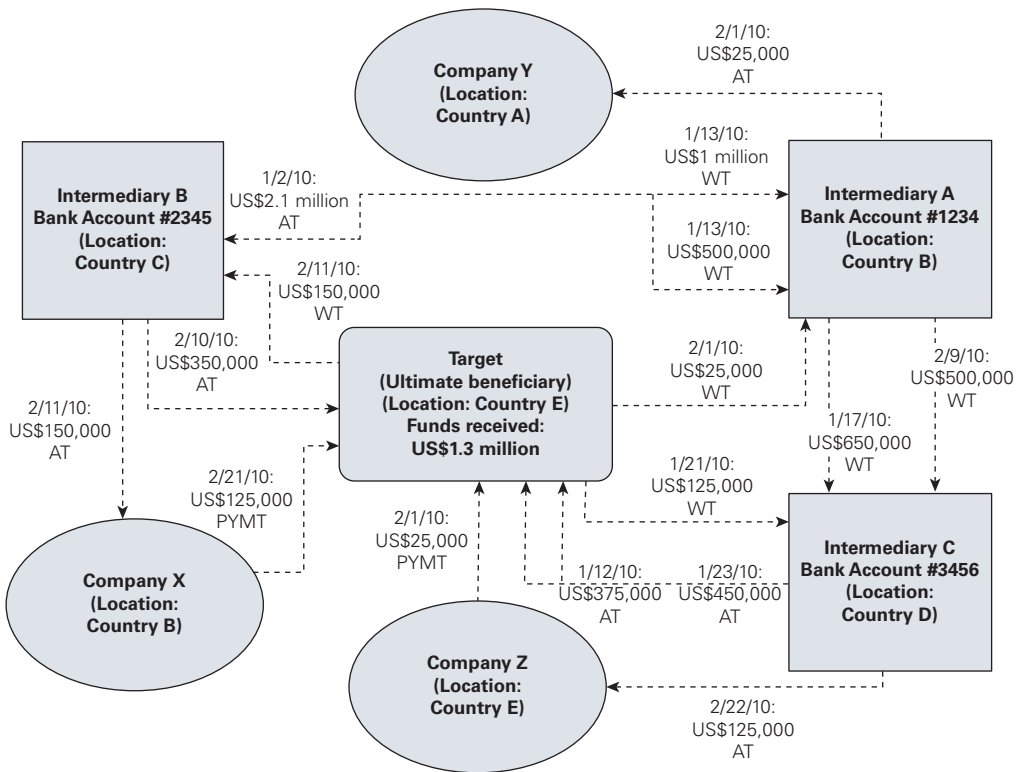 2/1/10:
US$25,000
AT
Company Y
(Location:
Country A)
1/13/10:
US$1 million
WT
1/2/10:
US$2.1 million
AT
Intermediary B
Bank Account #2345
(Location:
Country C)
Intermediary A
Bank Account #1234
(Location:
Country B)
1/13/10:
US$500,000
WT
2/11/10:
US$150,000
WT
2/10/10:
US$350,000
AT
Target
(Ultimate beneficiary)
(Location: Country E)
Funds received:
US$1.3 million
2/1/10:
US$25,000
WT
2/9/10:
US$500,000
WT
2/11/10:
US$150,000
AT
1/17/10:
US$650,000
WT
2/21/10:
US$125,000
PYMT
1/21/10:
US$125,000
WT
2/1/10:
US$25,000
PYMT
Company X
(Location:
Country B)
1/12/10:
US$375,000
AT
1/23/10:
US$450,000
AT
Intermediary C
Bank Account #3456
(Location:
Country D)
Company Z
(Location:
Country E)
2/22/10:
US$125,000
AT